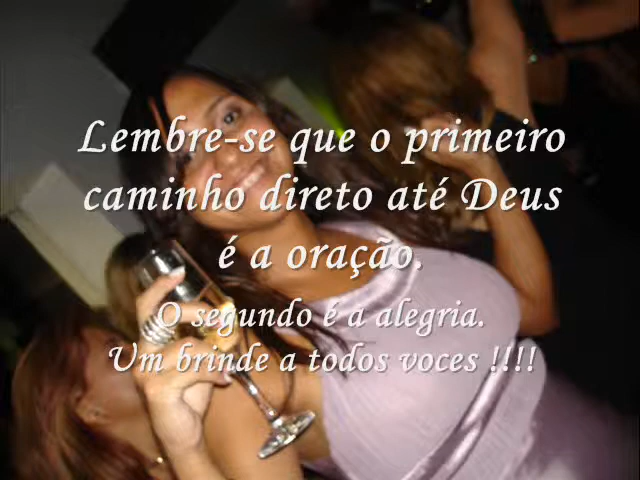 Lembre-se que o primeiro
caminho direto até Deus
é a oração.
O segundo é a alegria.
Um brinde a todos voces !!!!